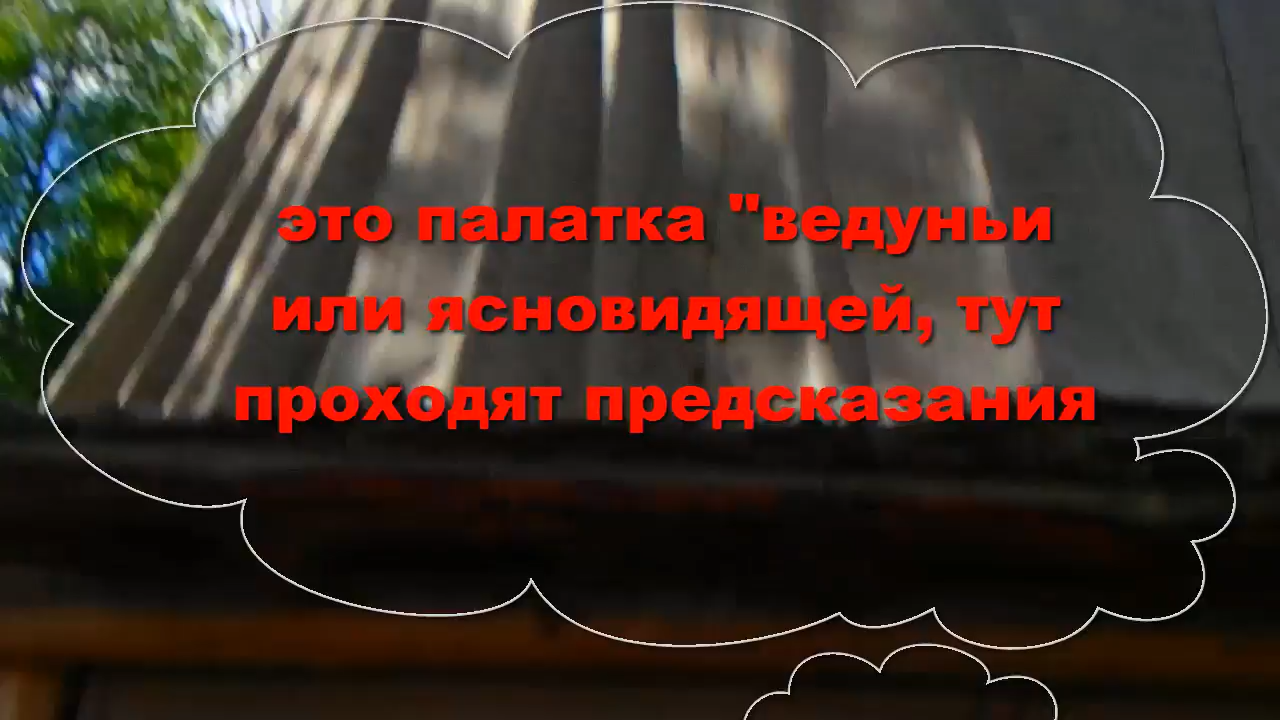 это палатка "ведуньи
или ясновидящей, тут
проходят предсказания